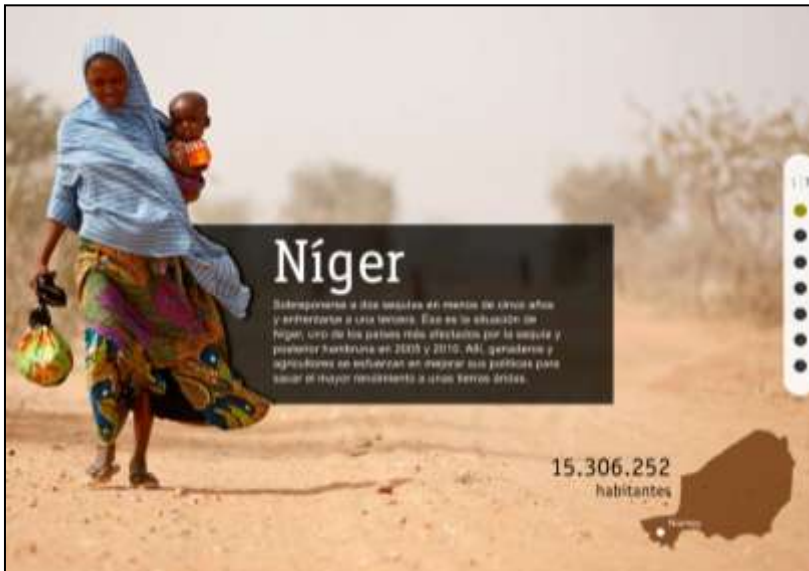 Níger
Sobreponerse a dos sequías en menos de cinco años
y enfrentarse a una tercera. Esa es la situación de
Níger, uno de los países más afectados por la sequía y
posterior hambruna en 2005 y 2010. Allí, ganaderos y
agricultores se esfuerzan en mejorar sus políticas para
sacar el mayor rendimiento a unas tierras áridas.
15.306.252
habitantes
Niamey